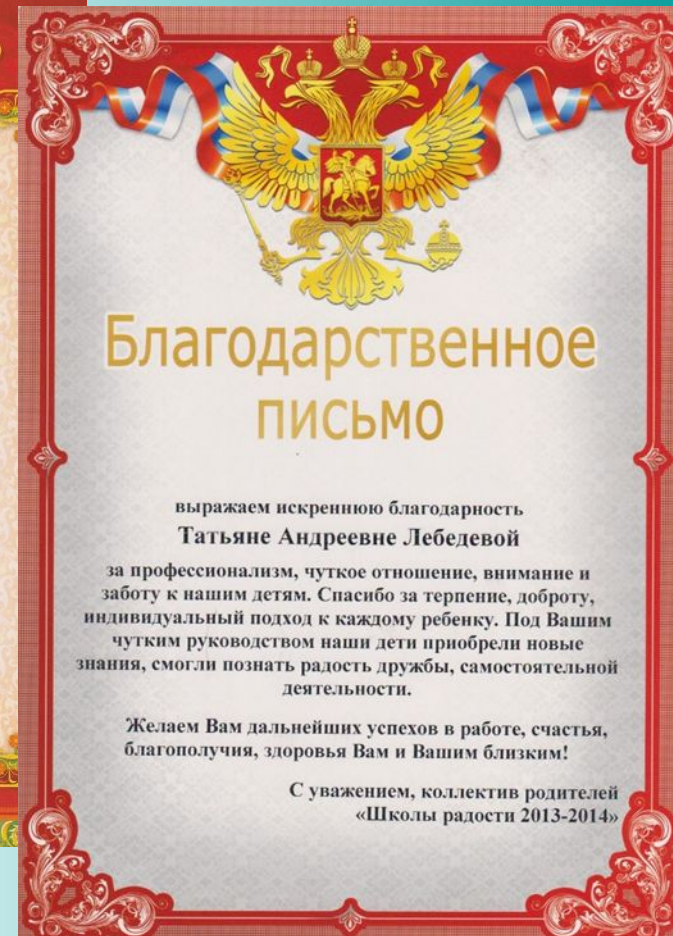 Благодарственное
письмо
выражаем искреннюю благодарность
Татьяне Андреевне Лебедевой
за профессионализм, чуткое отношение, внимание и
заботу к нашим детям. Спасибо за терпение, доброту,
индивидуальный подход к каждому ребенку. Под Вашим
чутким руководством наши дети приобрели новые
знания, смогли познать радость дружбы, самостоятельной
деятельности.
Желаем Вам дальнейших успехов в работе, счастья,
благополучия, здоровья Вам и Вашим близким!
С уважением, коллектив родителей
«Школы радости 2013-2014»